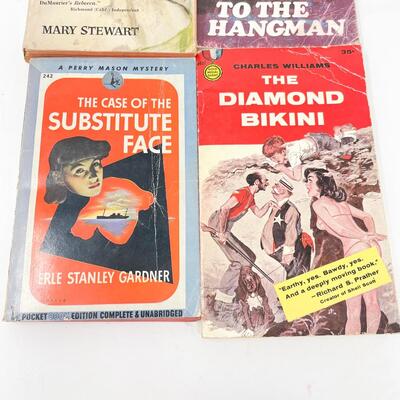 DuMaurier's Rebecca."
Richmond (Calif.) Independent
MARY STEWART
TO THE
HANGMAN
A PERRY MASON MYSTERY
242
THE CASE OF THE
SUBSTITUTE
FACE
ERLE STANLEY GARDNER
POCKET BOOK EDITION COMPLETE & UNABRIDGED
35¢
CHARLES WILLIAMS
THE
DIAMOND
BIKINI
"Earthy, yes. Bawdy, yes.
And a deeply moving book."
—Richard S. Prather
Creator of Shell Scott